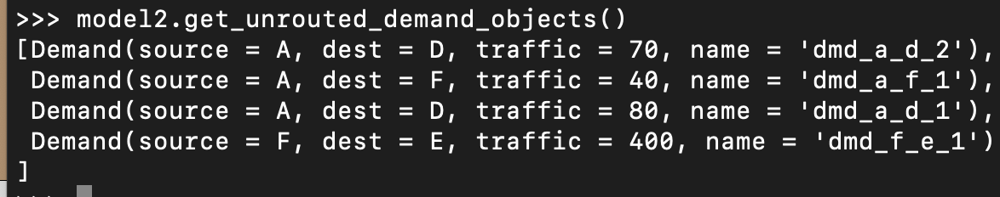 >>> model2.get_unrouted_demand_objects()
[Demand(source = A, dest = D, traffic = 70, name = 'dmd_a_d_2'),
 Demand(source = A, dest = F, traffic = 40, name = 'dmd_a_f_1'),
 Demand(source = A, dest = D, traffic = 80, name = 'dmd_a_d_1'),
 Demand(source = F, dest = E, traffic = 400, name = 'dmd_f_e_1')
]
>>>